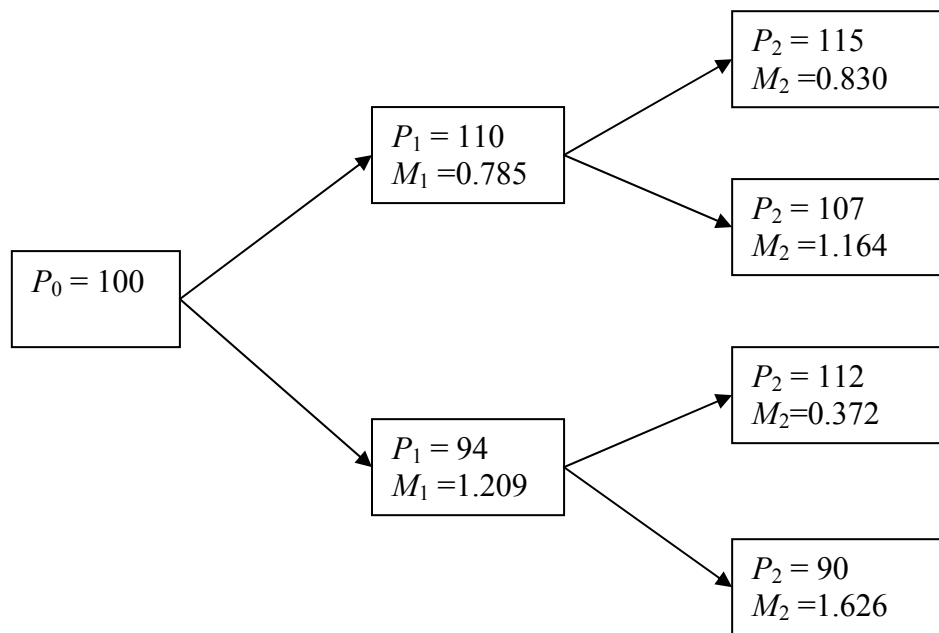 P₀ = 100
P₁ = 110
M₁ =0.785
P₁ = 94
M₁ =1.209
P₂ = 115
M₂ =0.830
P₂ = 107
M₂ =1.164
P₂ = 112
M₂=0.372
P₂ = 90
M₂ =1.626